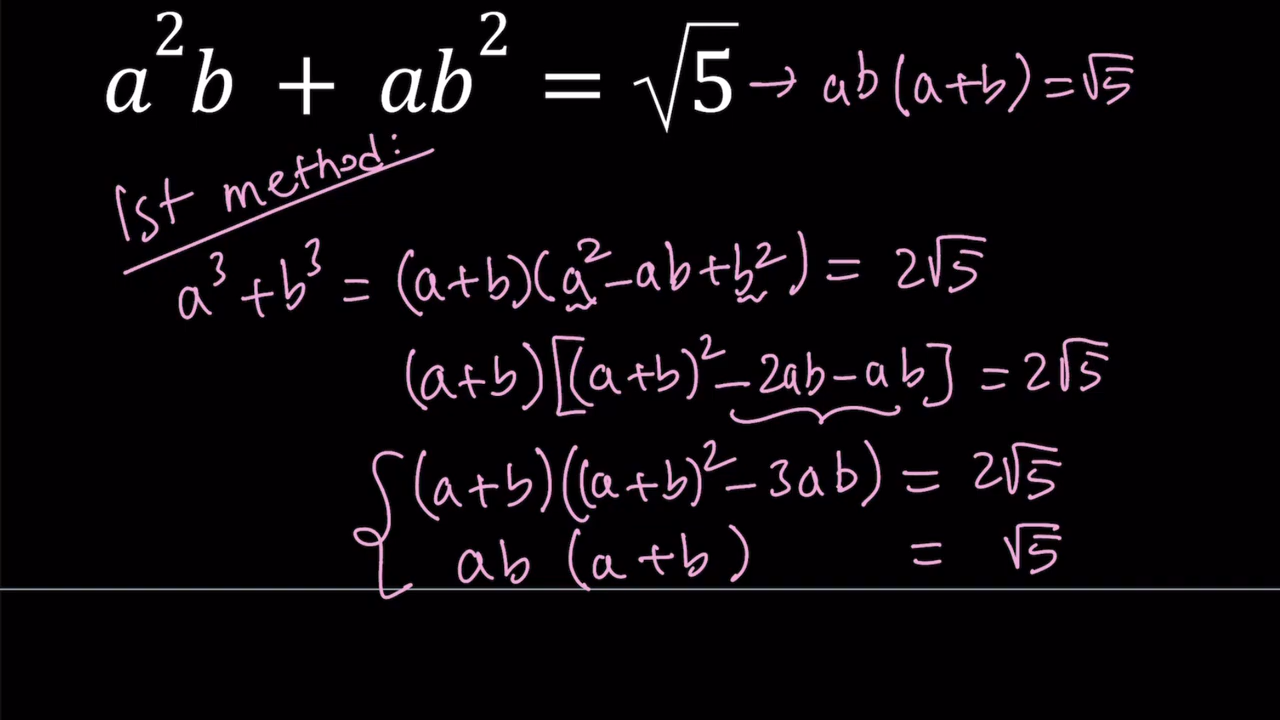 a²b + ab² = √5 → ab(a+b) = √5
1st method:
a³+b³ = (a+b)(a²-ab+b²) = 2√5
(a+b)[(a+b)²-2ab-ab] = 2√5
(a+b)((a+b)²-3ab) = 2√5
ab (a+b) = √5